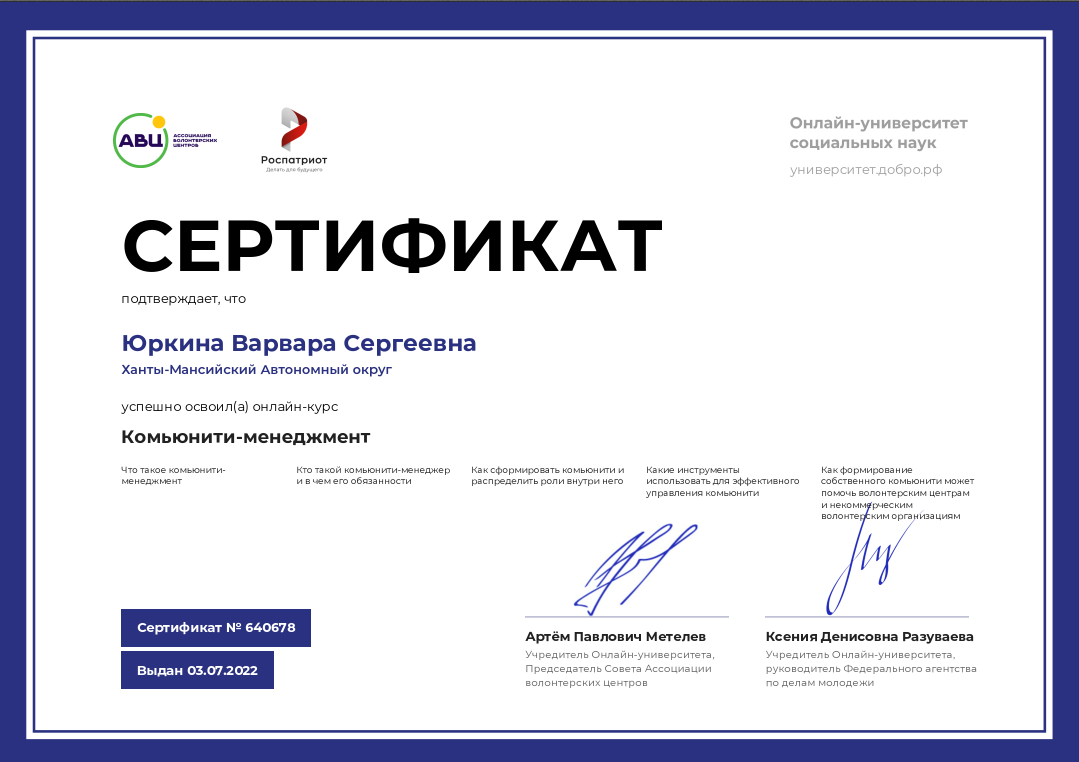 АВЦ
АССОЦИАЦИЯ
ВОЛОНТЕРСКИХ
ЦЕНТРОВ
Роспатриот
Делать для будущего
Онлайн-университет
социальных наук
университет.добро.рф
СЕРТИФИКАТ
подтверждает, что
Юркина Варвара Сергеевна
Ханты-Мансийский Автономный округ
успешно освоил(а) онлайн-курс
Комьюнити-менеджмент
Что такое комьюнити-
менеджмент
Кто такой комьюнити-менеджер
и в чем его обязанности
Как сформировать комьюнити и
распределить роли внутри него
Какие инструменты
использовать для эффективного
управления комьюнити
Как формирование
собственного комьюнити может
помочь волонтерским центрам
и некоммерческим
волонтерским организациям
Сертификат № 640678
Выдан 03.07.2022
Артём Павлович Метелев
Учредитель Онлайн-университета,
Председатель Совета Ассоциации
волонтерских центров
Ксения Денисовна Разуваева
Учредитель Онлайн-университета,
руководитель Федерального агентства
по делам молодежи